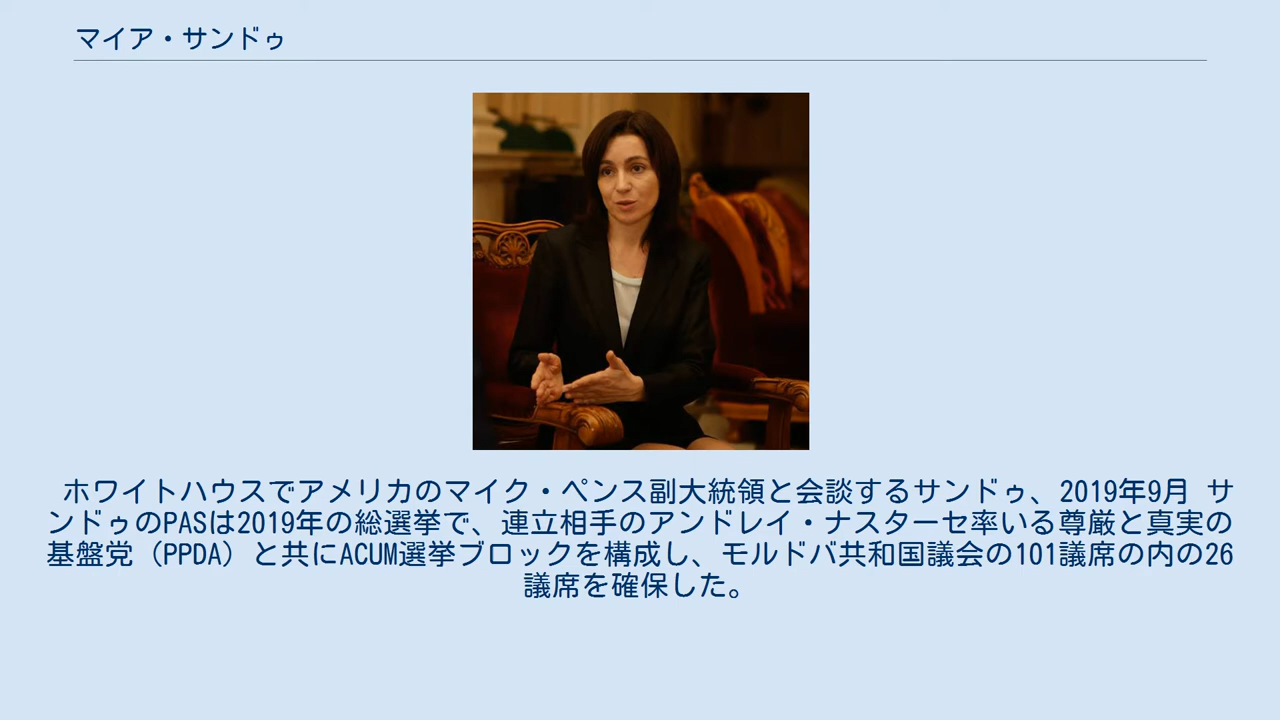 マイア・サンドゥ
ホワイトハウスでアメリカのマイク・ペンス副大統領と会談するサンドゥ、2019年9月 サ
ンドゥのPASは2019年の総選挙で、連立相手のアンドレイ・ナスターセ率いる尊厳と真実の
基盤党（PPDA）と共にACUM選挙ブロックを構成し、モルドバ共和国議会の101議席の内の26
議席を確保した。